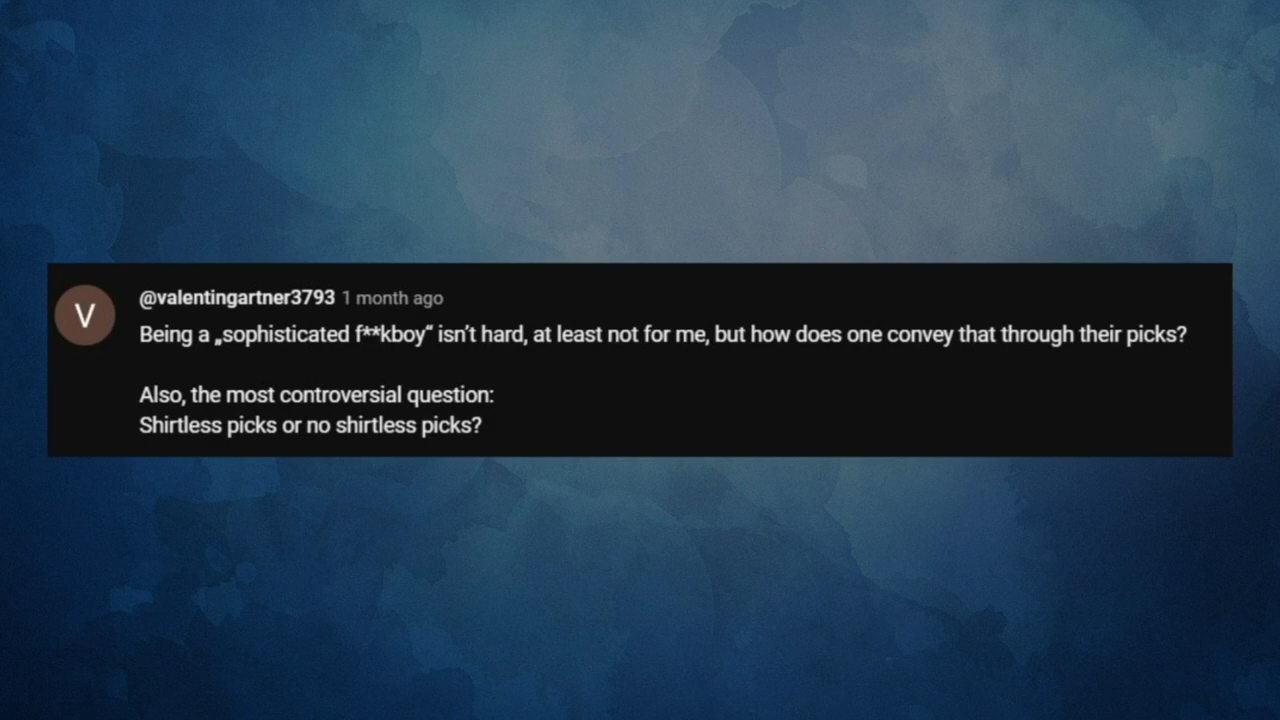 V
@valentingartner3793 1 month ago
Being a „sophisticated f**kboy“ isn’t hard, at least not for me, but how does one convey that through their picks?
Also, the most controversial question:
Shirtless picks or no shirtless picks?